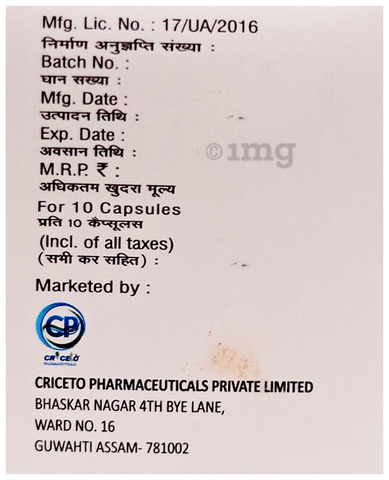 Mfg. Lic. No. : 17/UA/2016
निर्माण अनुज्ञप्ति संख्या :
Batch No. :
घान सख्या :
Mfg. Date :
उत्पादन तिथि :
Exp. Date :
अवसान तिथि :
©1mg
M.R.P. ₹ :
अधिकतम खुदरा मूल्य
For 10 Capsules
प्रति 10 कैप्सूलस
(Incl. of all taxes)
(समी कर सहित) :
Marketed by :
CP
CRICETO
PHARMACEUTICALS
CRICETO PHARMACEUTICALS PRIVATE LIMITED
BHASKAR NAGAR 4TH BYE LANE,
WARD NO. 16
GUWAHTI ASSAM- 781002